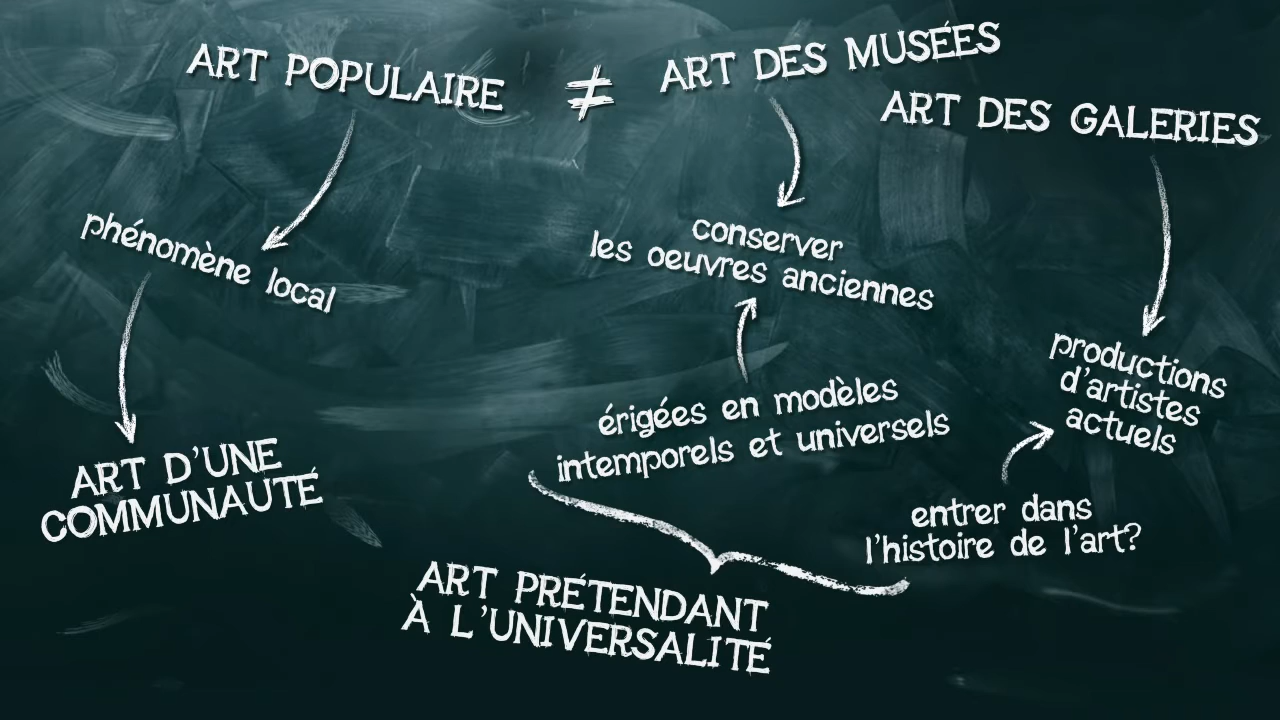 ART POPULAIRE
≠
ART DES MUSÉES
ART DES GALERIES
phénomène local
ART D'UNE
COMMUNAUTÉ
conserver
les oeuvres anciennes
érigées en modèles
intemporels et universels
productions
d'artistes
actuels
entrer dans
l'histoire de l'art?
ART PRÉTENDANT
À L'UNIVERSALITÉ